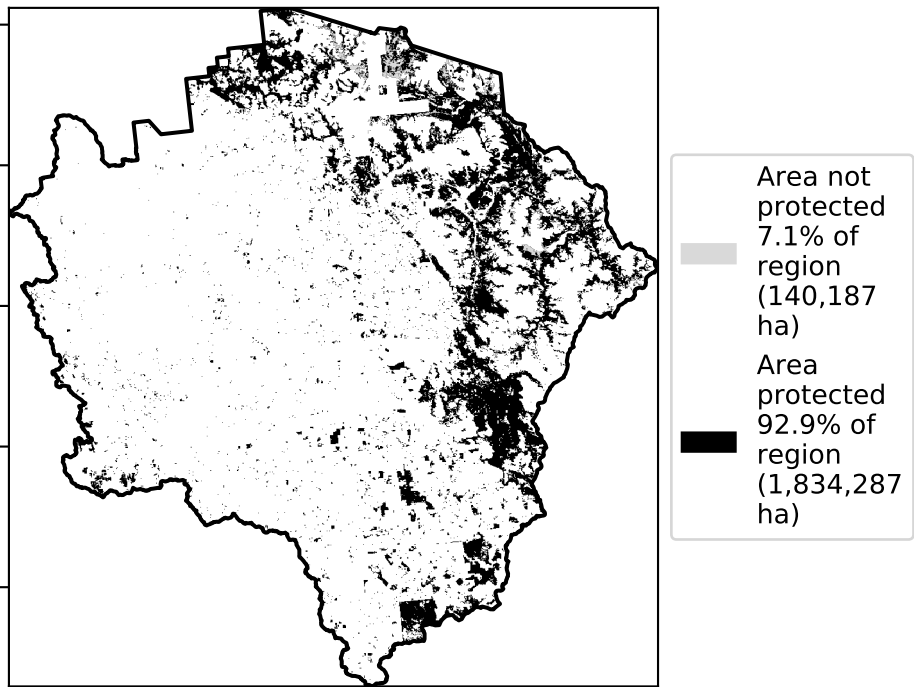 Area not
protected
7.1% of
region
(140,187
ha)
Area
protected
92.9% of
region
(1,834,287
ha)